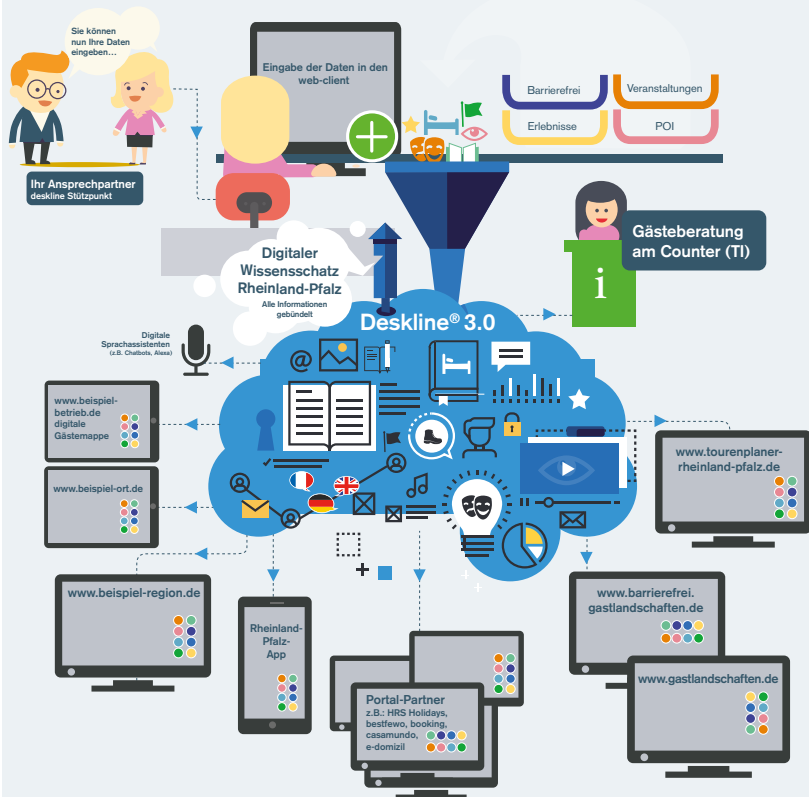 Sie können
nun Ihre Daten
eingeben...
Eingabe der Daten in den
web-client
Barrierefrei
Veranstaltungen
Erlebnisse
POI
Ihr Ansprechpartner
deskline Stützpunkt
Digitaler
Wissensschatz
Rheinland-Pfalz
Alle Informationen
gebündelt
Gästeberatung
am Counter (TI)
i
Deskline® 3.0
Digitale
Sprachassistenten
(z.B. Chatbots, Alexa)
@
www.beispiel-
betrieb.de
digitale
Gästemappe
www.tourenplaner-
rheinland-pfalz.de
www.beispiel-ort.de
www.beispiel-region.de
Rheinland-
Pfalz-
App
Portal-Partner
z.B.: HRS Holidays,
bestfewo, booking,
casamundo,
e-domizil
www.barrierefrei.
gastlandschaften.de
www.gastlandschaften.de